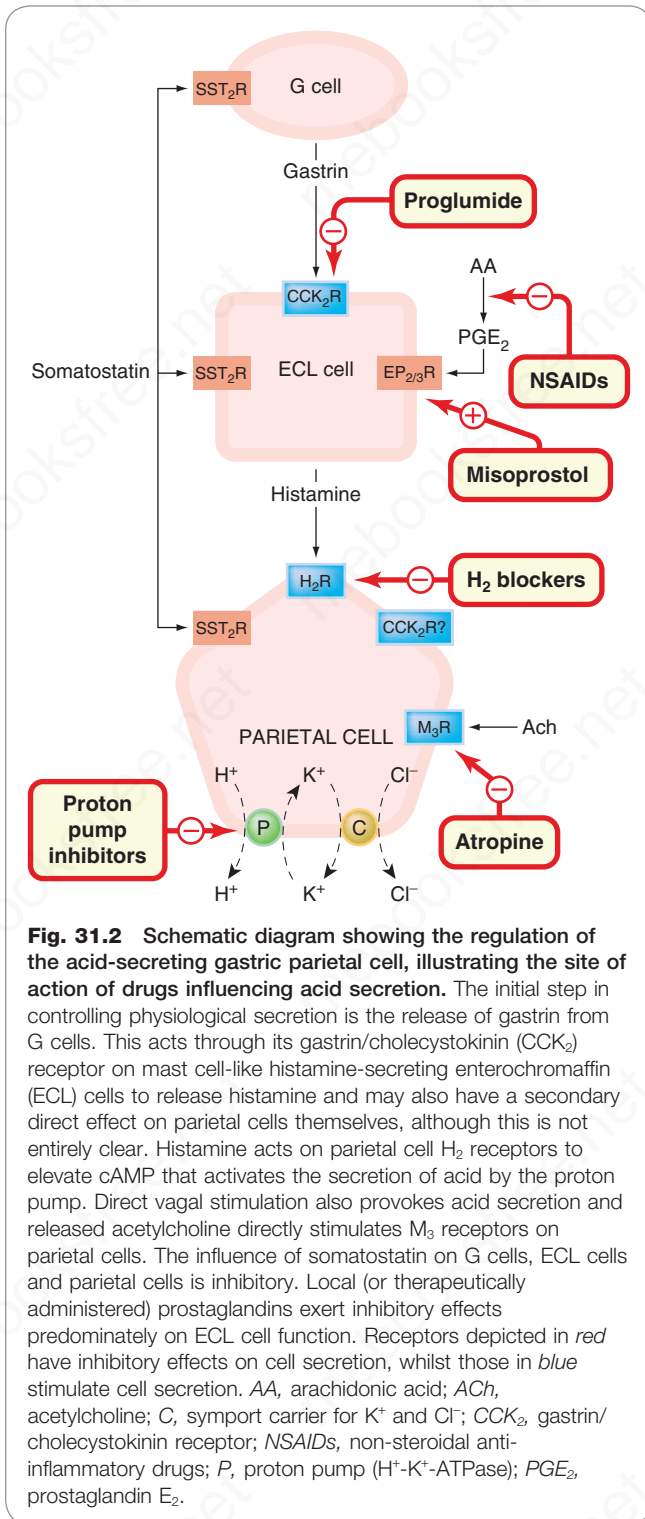 SST₂R
G cell
Gastrin
Proglumide
−
CCK₂R
AA
−
PGE₂
Somatostatin
SST₂R
ECL cell
EP₂/₃R
NSAIDs
+
Misoprostol
Histamine
H₂R
−
H₂ blockers
SST₂R
CCK₂R?
PARIETAL CELL
M₃R
Ach
H⁺
K⁺
Cl⁻
Proton
pump
inhibitors
−
P
C
−
Atropine
H⁺
K⁺
Cl⁻
Fig. 31.2 Schematic diagram showing the regulation of
the acid-secreting gastric parietal cell, illustrating the site of
action of drugs influencing acid secretion. The initial step in
controlling physiological secretion is the release of gastrin from
G cells. This acts through its gastrin/cholecystokinin (CCK₂)
receptor on mast cell-like histamine-secreting enterochromaffin
(ECL) cells to release histamine and may also have a secondary
direct effect on parietal cells themselves, although this is not
entirely clear. Histamine acts on parietal cell H₂ receptors to
elevate cAMP that activates the secretion of acid by the proton
pump. Direct vagal stimulation also provokes acid secretion and
released acetylcholine directly stimulates M₃ receptors on
parietal cells. The influence of somatostatin on G cells, ECL cells
and parietal cells is inhibitory. Local (or therapeutically
administered) prostaglandins exert inhibitory effects
predominately on ECL cell function. Receptors depicted in red
have inhibitory effects on cell secretion, whilst those in blue
stimulate cell secretion. AA, arachidonic acid; ACh,
acetylcholine; C, symport carrier for K⁺ and Cl⁻; CCK₂, gastrin/
cholecystokinin receptor; NSAIDs, non-steroidal anti-
inflammatory drugs; P, proton pump (H⁺-K⁺-ATPase); PGE₂,
prostaglandin E₂.